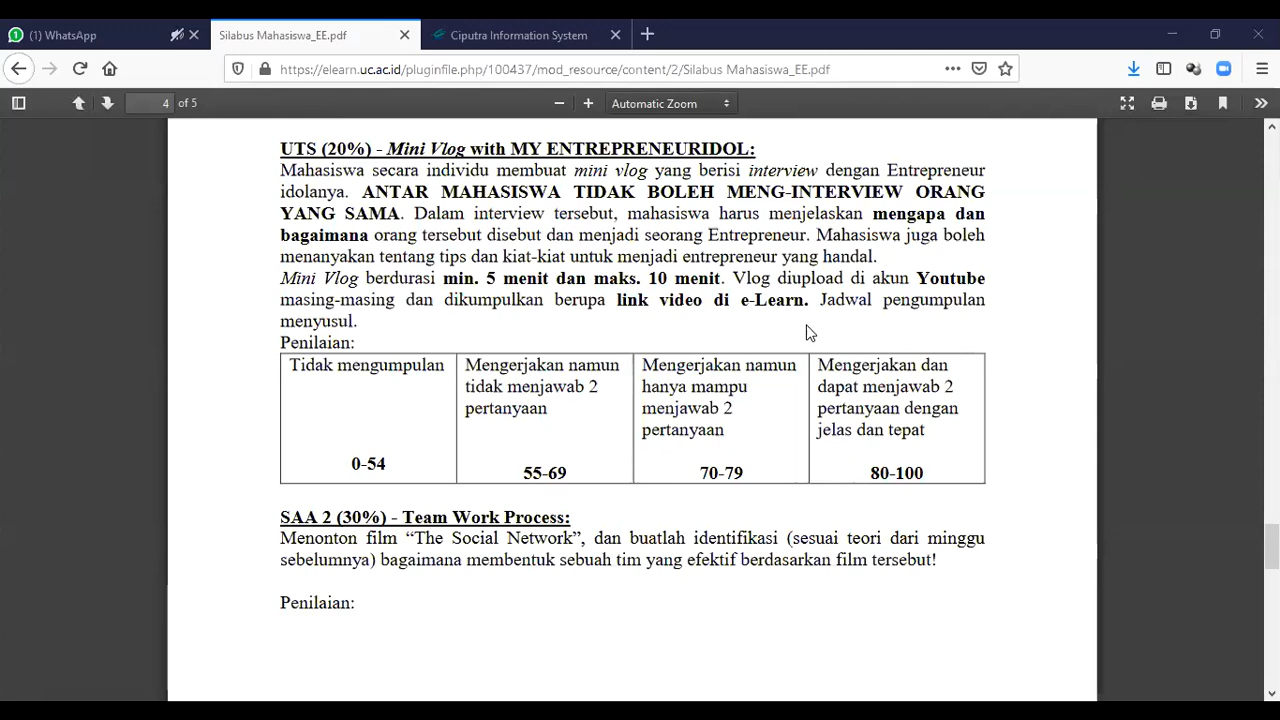 (1) WhatsApp
Silabus Mahasiswa_EE.pdf
Ciputra Information System
https://elearn.uc.ac.id/pluginfile.php/100437/mod_resource/content/2/Silabus Mahasiswa_EE.pdf
4 of 5
Automatic Zoom
UTS (20%) - Mini Vlog with MY ENTREPRENEURIDOL:
Mahasiswa secara individu membuat mini vlog yang berisi interview dengan Entrepreneur
idolanya. ANTAR MAHASISWA TIDAK BOLEH MENG-INTERVIEW ORANG
YANG SAMA. Dalam interview tersebut, mahasiswa harus menjelaskan mengapa dan
bagaimana orang tersebut disebut dan menjadi seorang Entrepreneur. Mahasiswa juga boleh
menanyakan tentang tips dan kiat-kiat untuk menjadi entrepreneur yang handal.
Mini Vlog berdurasi min. 5 menit dan maks. 10 menit. Vlog diupload di akun Youtube
masing-masing dan dikumpulkan berupa link video di e-Learn. Jadwal pengumpulan
menyusul.
Penilaian:
Tidak mengumpulan
0-54
Mengerjakan namun
tidak menjawab 2
pertanyaan
55-69
Mengerjakan namun
hanya mampu
menjawab 2
pertanyaan
70-79
Mengerjakan dan
dapat menjawab 2
pertanyaan dengan
jelas dan tepat
80-100
SAA 2 (30%) - Team Work Process:
Menonton film “The Social Network”, dan buatlah identifikasi (sesuai teori dari minggu
sebelumnya) bagaimana membentuk sebuah tim yang efektif berdasarkan film tersebut!
Penilaian: